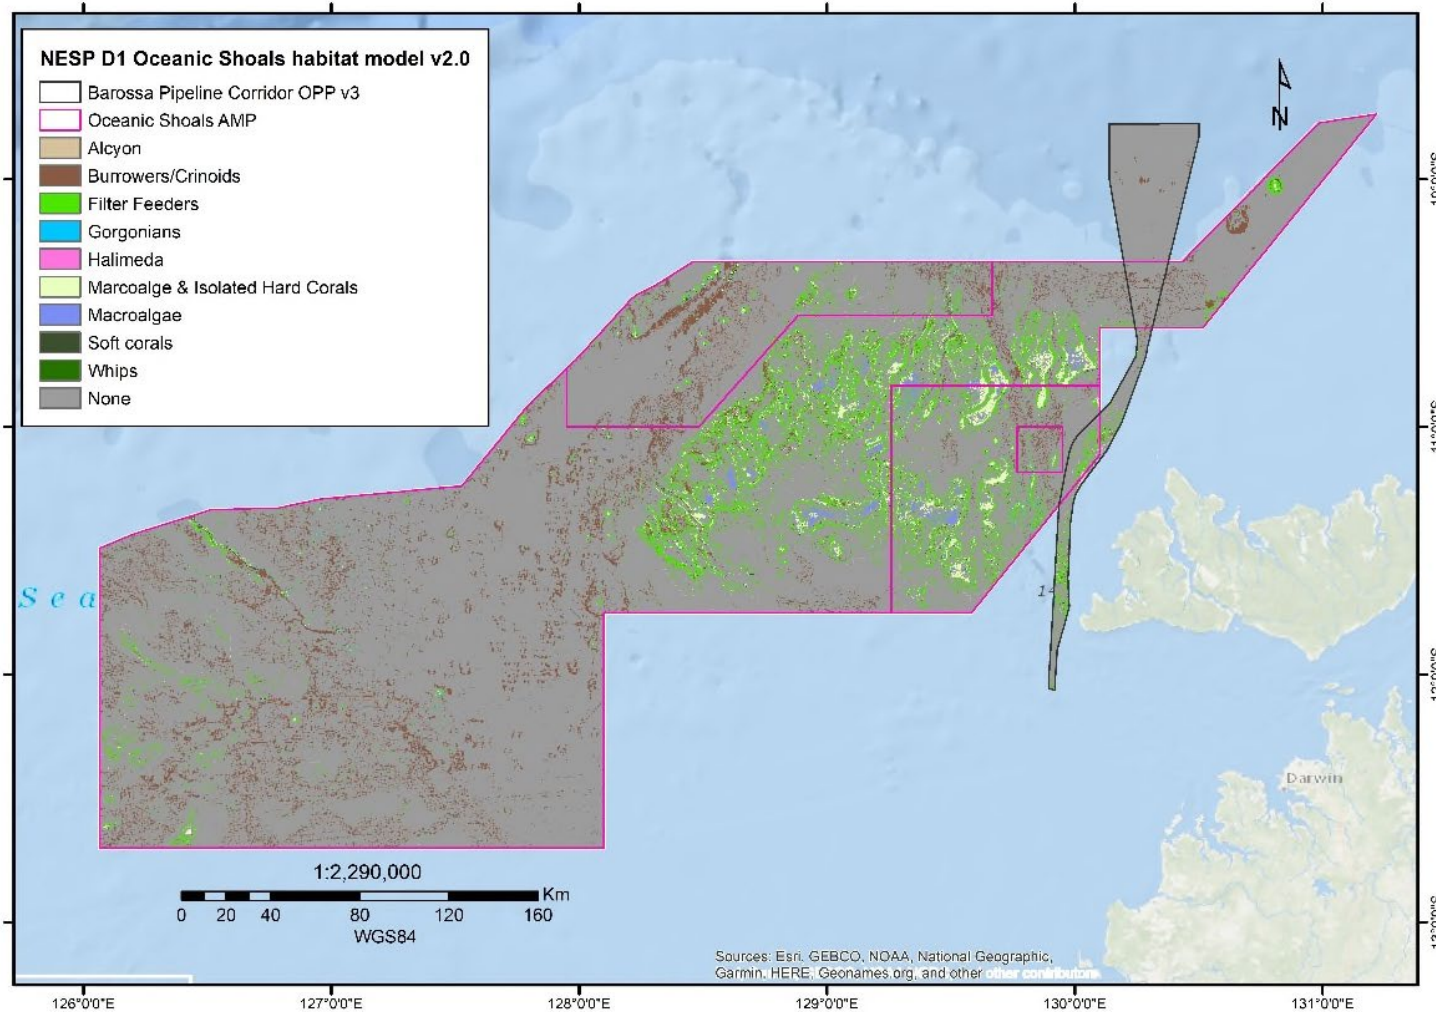 NESP D1 Oceanic Shoals habitat model v2.0
Barossa Pipeline Corridor OPP v3
Oceanic Shoals AMP
Alcyon
Burrowers/Crinoids
Filter Feeders
Gorgonians
Halimeda
Marcoalge & Isolated Hard Corals
Macroalgae
Soft corals
Whips
None
N
Sea
Darwin
1:2,290,000
Km
0 20 40 80 120 160
WGS84
Sources: Esri, GEBCO, NOAA, National Geographic,
Garmin, HERE, Geonames.org, and other other contributors
126°0'0"E 127°0'0"E 128°0'0"E 129°0'0"E 130°0'0"E 131°0'0"E